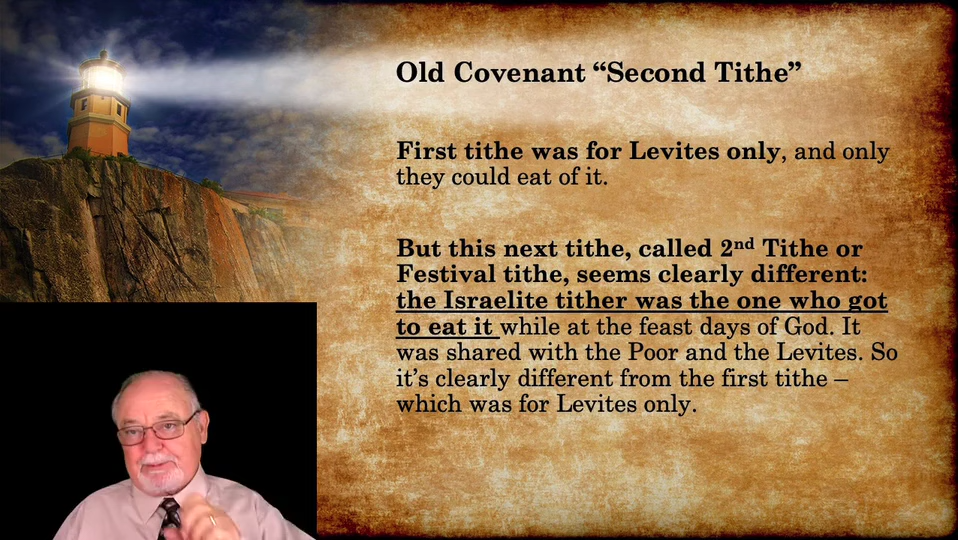 Old Covenant “Second Tithe”
First tithe was for Levites only, and only
they could eat of it.
But this next tithe, called 2nd Tithe or
Festival tithe, seems clearly different:
the Israelite tither was the one who got
to eat it while at the feast days of God. It
was shared with the Poor and the Levites. So
it’s clearly different from the first tithe –
which was for Levites only.